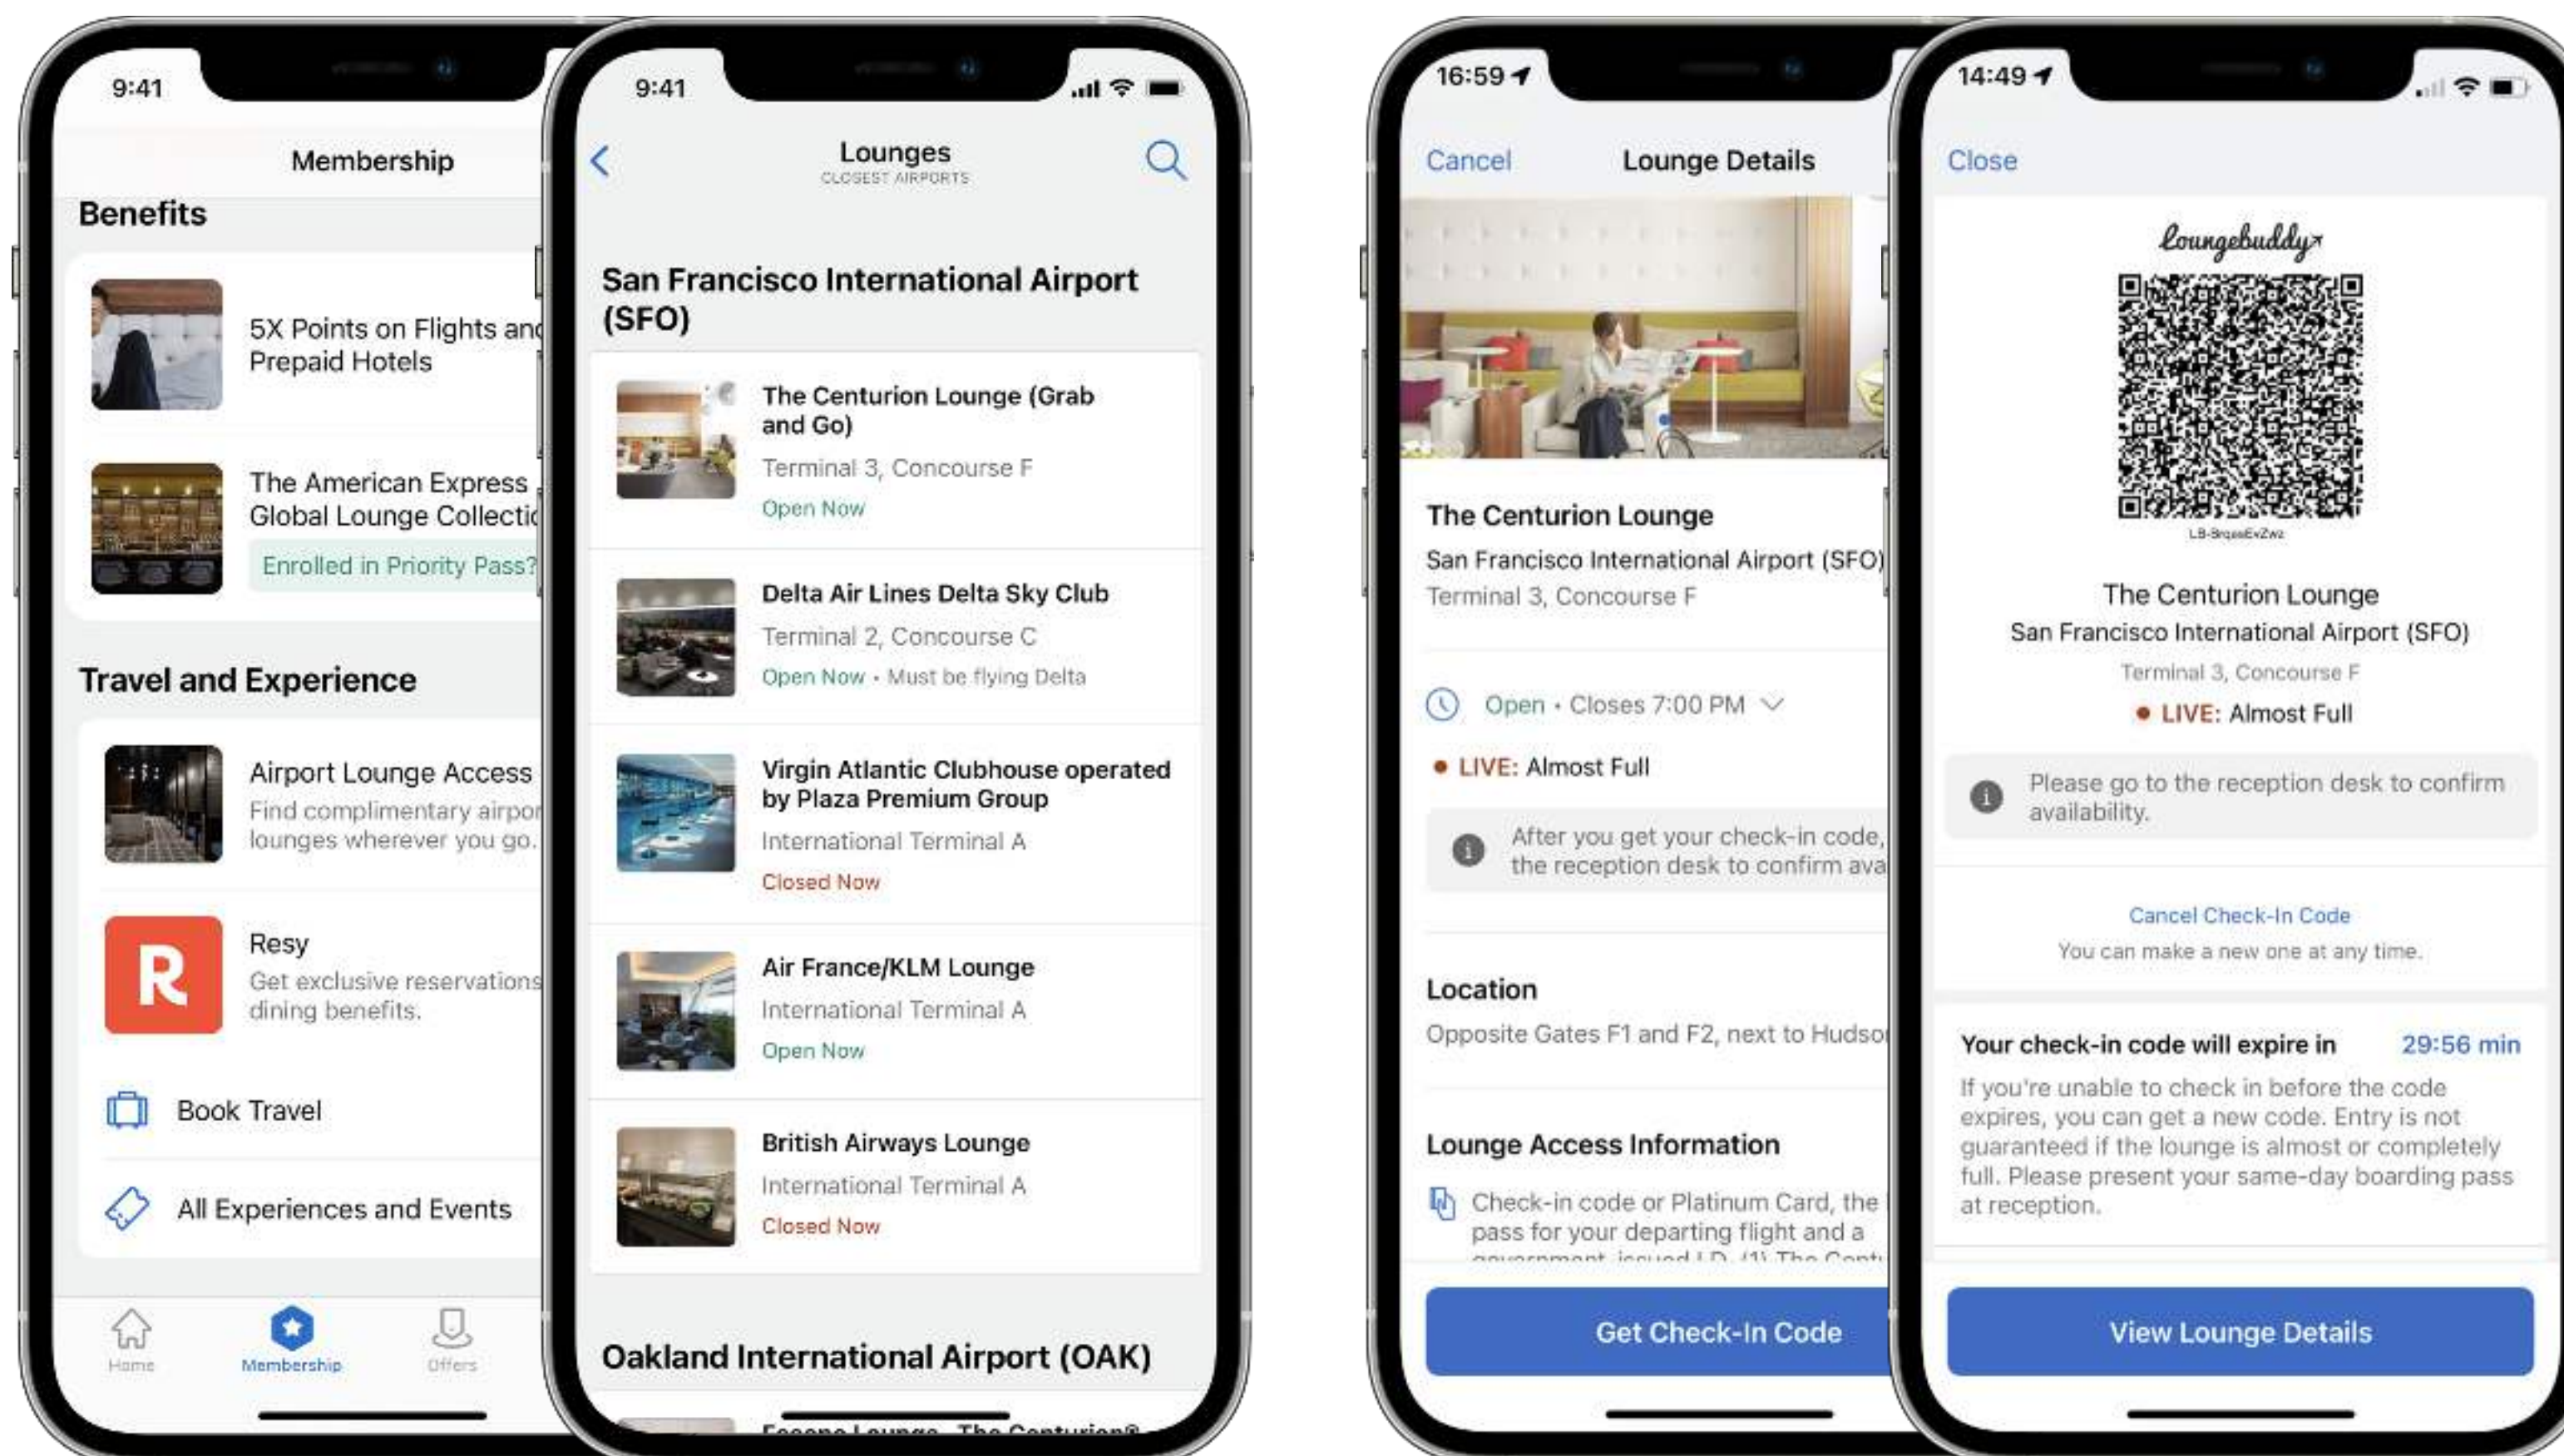 9:41
Membership
Benefits
5X Points on Flights and
Prepaid Hotels
The American Express
Global Lounge
Enrolled in Priority Pass?
Travel and Experience
Airport Lounge Access
Find complimentary
lounges wherever you go.
R
Resy
Get exclusive reservations
dining benefits.
Book Travel
All Experiences and Events
Home
Membership
Offers
9:41
Lounges
CLOSEST AIRPORTS
San Francisco International Airport
(SFO)
The Centurion Lounge (Grab
and Go)
Terminal 3, Concourse F
Open Now
Delta Air Lines Delta Sky Club
Terminal 2, Concourse C
Open Now • Must be flying Delta
Virgin Atlantic Clubhouse operated
by Plaza Premium Group
International Terminal A
Closed Now
Air France/KLM Lounge
International Terminal A
Open Now
British Airways Lounge
International Terminal A
Closed Now
Oakland International Airport (OAK)
16:59
Cancel
Lounge Details
The Centurion Lounge
San Francisco International Airport (SFO)
Terminal 3, Concourse F
Open • Closes 7:00 PM
• LIVE: Almost Full
After you get your check-in code,
the reception desk to confirm
Location
Opposite Gates F1 and F2, next to
Lounge Access Information
Check-in code or Platinum Card, the
pass for your departing flight and a
Get Check-In Code
14:49
Close
Loungebuddy
The Centurion Lounge
San Francisco International Airport (SFO)
Terminal 3, Concourse F
• LIVE: Almost Full
Please go to the reception desk to confirm
availability.
Cancel Check-In Code
You can make a new one at any time.
Your check-in code will expire in 29:56 min
If you're unable to check in before the code
expires, you can get a new code. Entry is not
guaranteed if the lounge is almost or completely
full. Please present your same-day boarding pass
at reception.
View Lounge Details